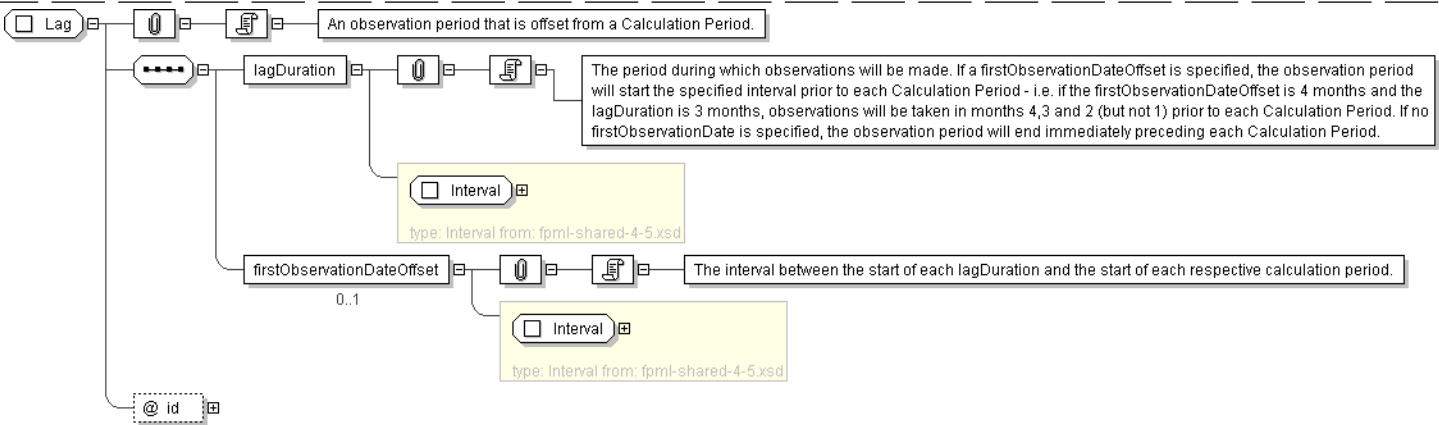 Lag
An observation period that is offset from a Calculation Period.
lagDuration
The period during which observations will be made. If a firstObservationDateOffset is specified, the observation period
will start the specified interval prior to each Calculation Period - i.e. if the firstObservationDateOffset is 4 months and the
lagDuration is 3 months, observations will be taken in months 4,3 and 2 (but not 1) prior to each Calculation Period. If no
firstObservationDate is specified, the observation period will end immediately preceding each Calculation Period.
Interval
type: Interval from: fpml-shared-4-5.xsd
firstObservationDateOffset
The interval between the start of each lagDuration and the start of each respective calculation period.
0..1
Interval
type: Interval from: fpml-shared-4-5.xsd
@ id